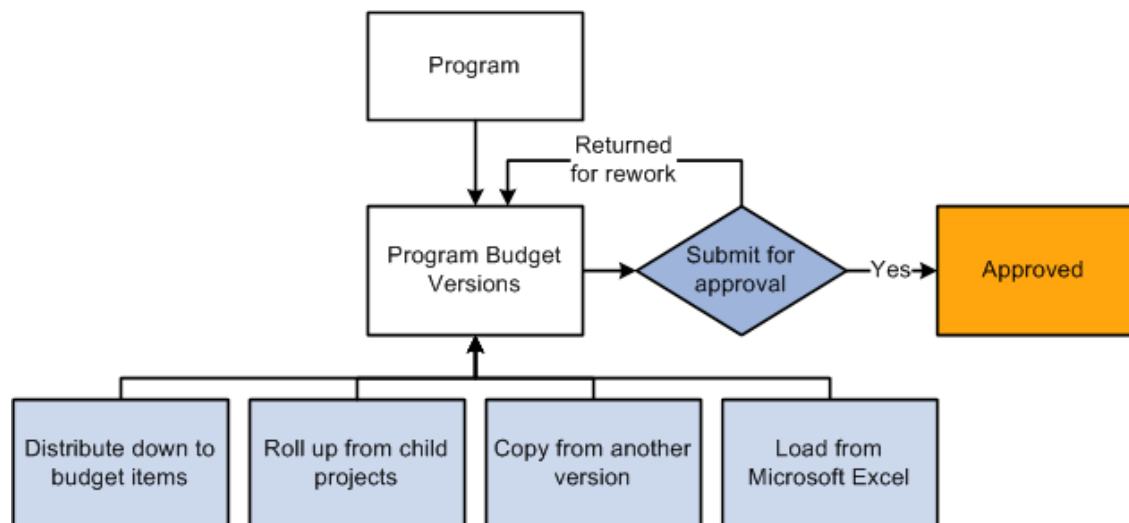 Program
Returned
for rework
Program Budget
Versions
Submit for
approval
Yes
Approved
Distribute down to
budget items
Roll up from child
projects
Copy from another
version
Load from
Microsoft Excel